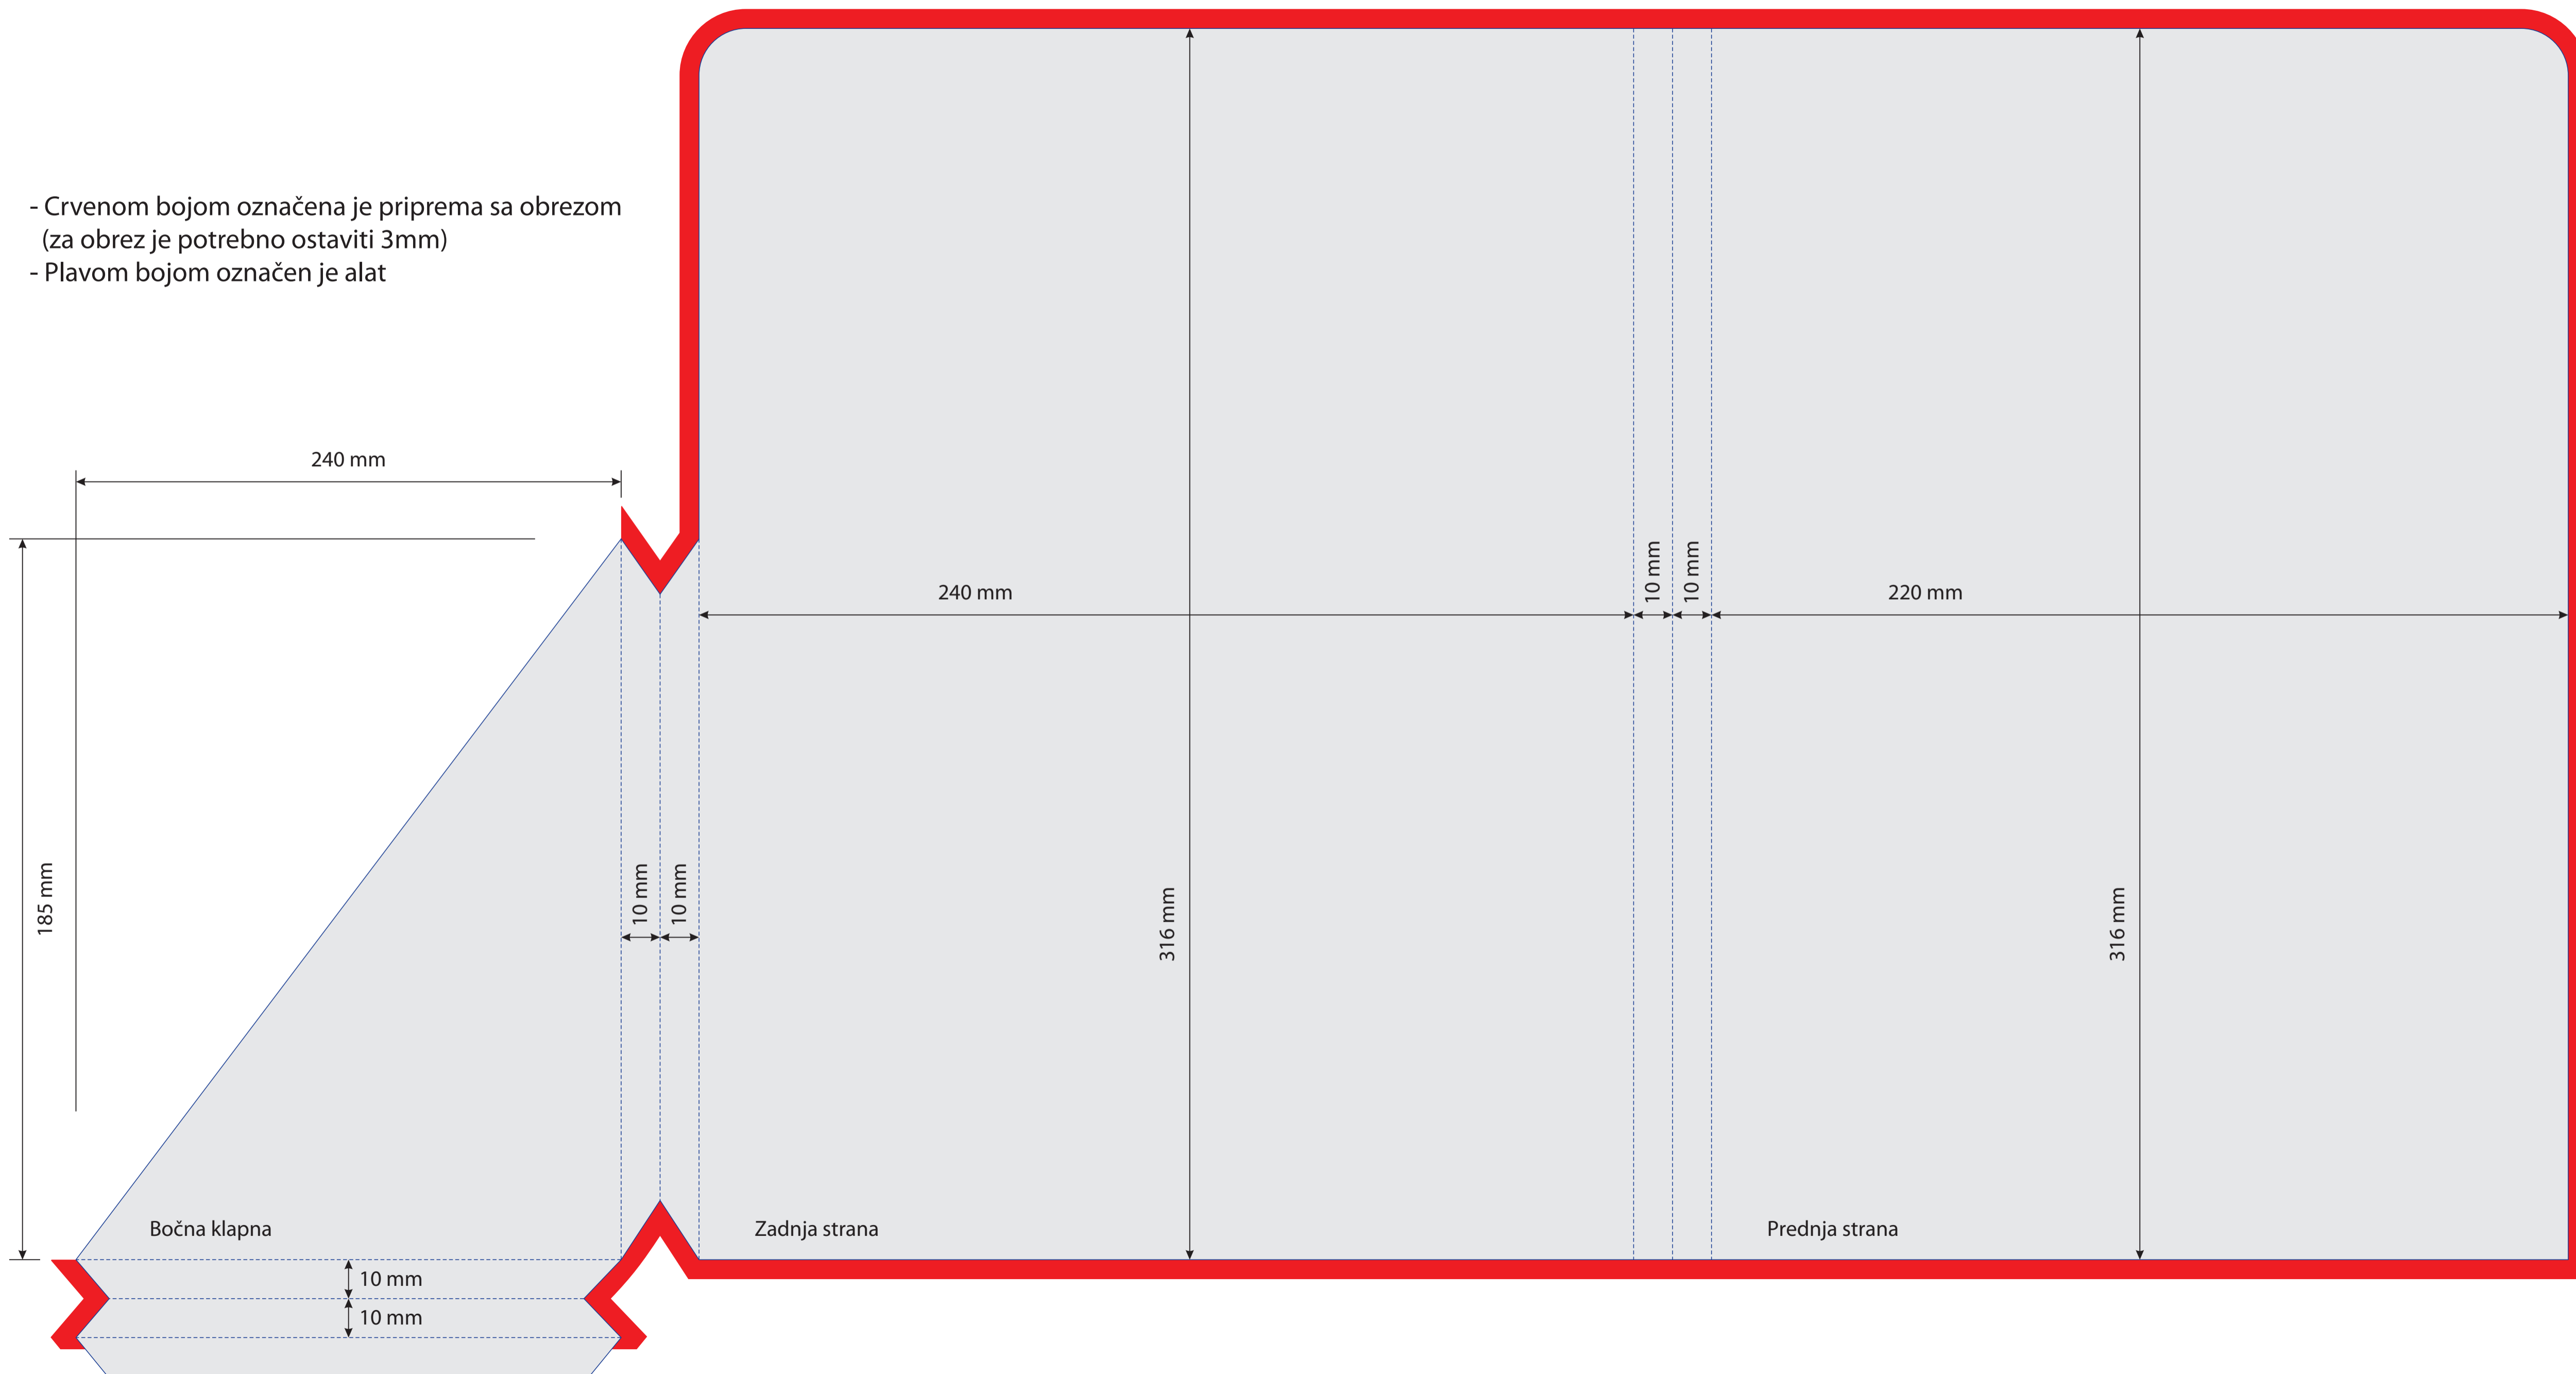 - Crvenom bojom označena je priprema sa obrezom
(za obrez je potrebno ostaviti 3mm)
- Plavom bojom označen je alat
240 mm
10 mm
10 mm
240 mm
220 mm
185 mm
10 mm
10 mm
316 mm
316 mm
Bočna klapna
Zadnja strana
Prednja strana
10 mm
10 mm